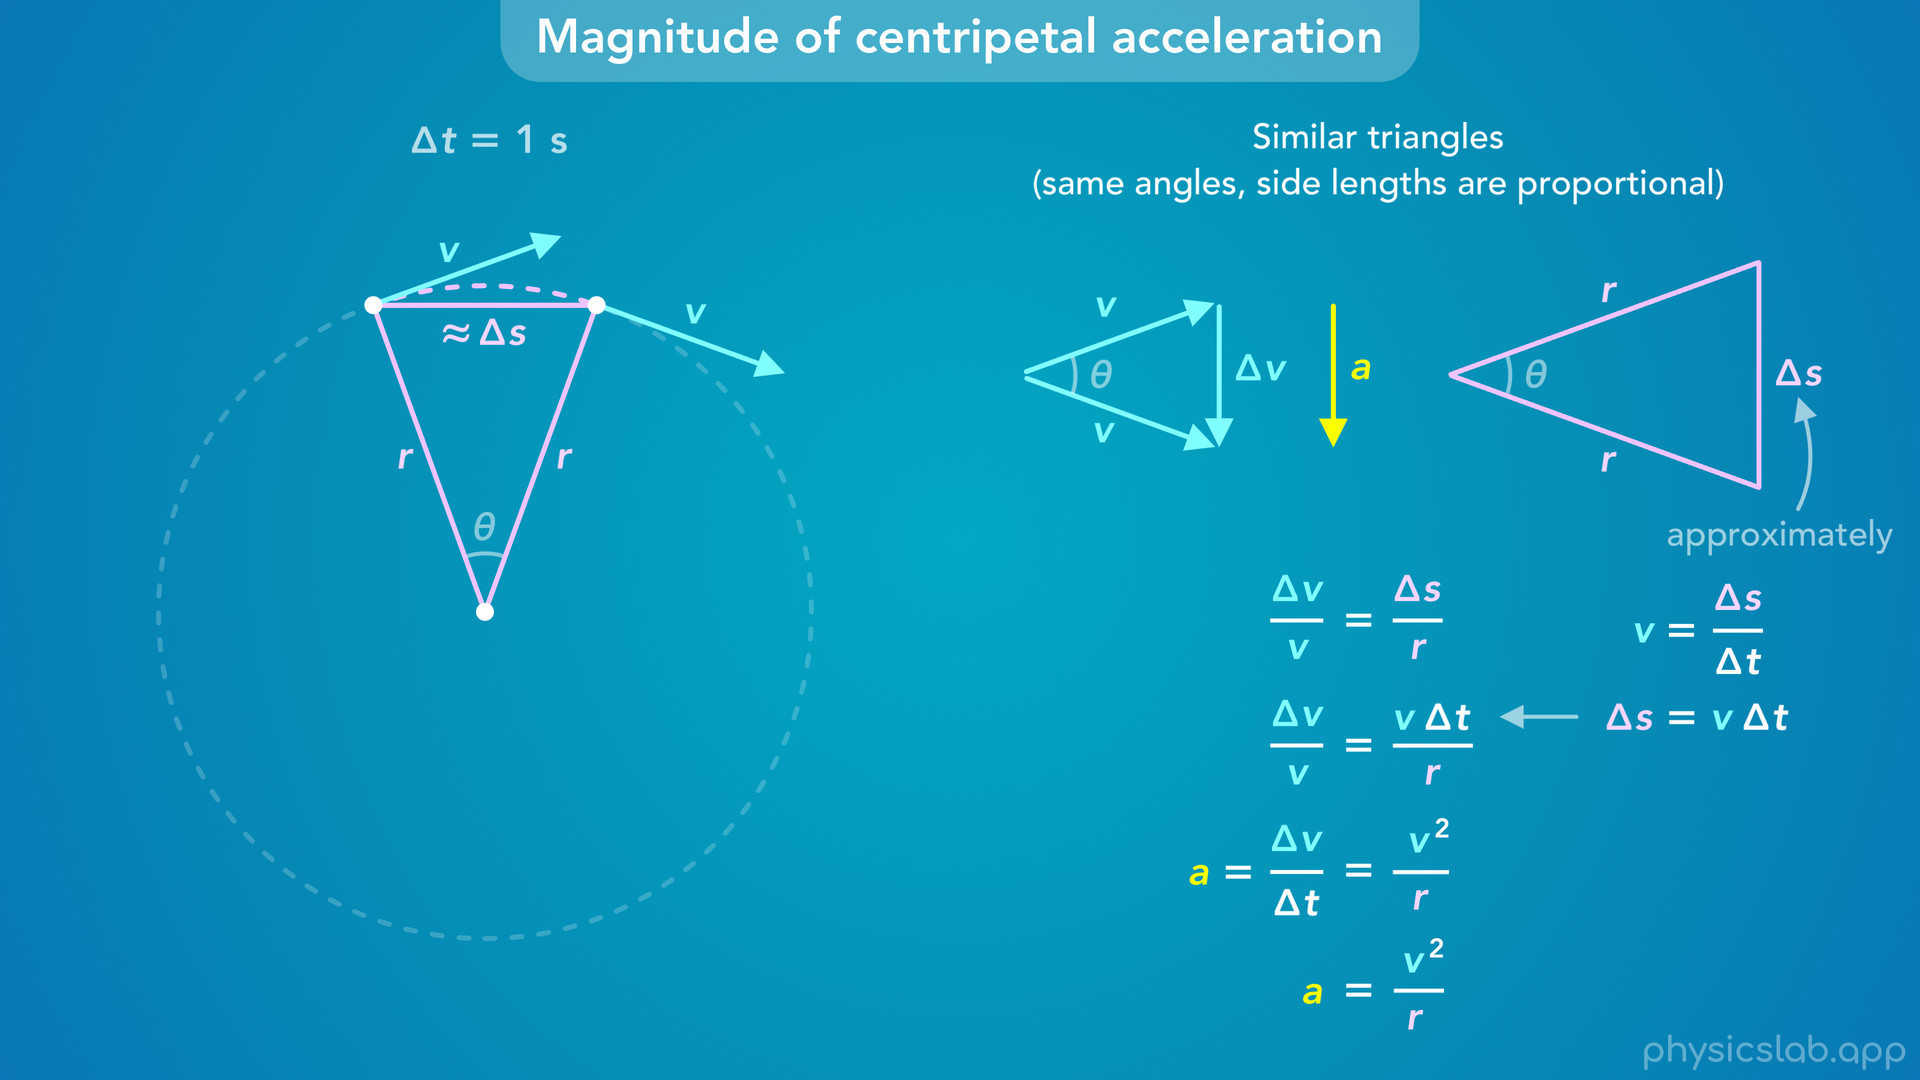 Magnitude of centripetal acceleration
Δt = 1 s
v
v
≈ Δs
r
r
θ
Similar triangles
(same angles, side lengths are proportional)
v
θ
v
Δv
a
r
θ
r
Δs
approximately
Δv/v = Δs/r
v = Δs/Δt
Δv/v = v Δt/r
Δs = v Δt
a = Δv/Δt = v²/r
a = v²/r
physicslab.app